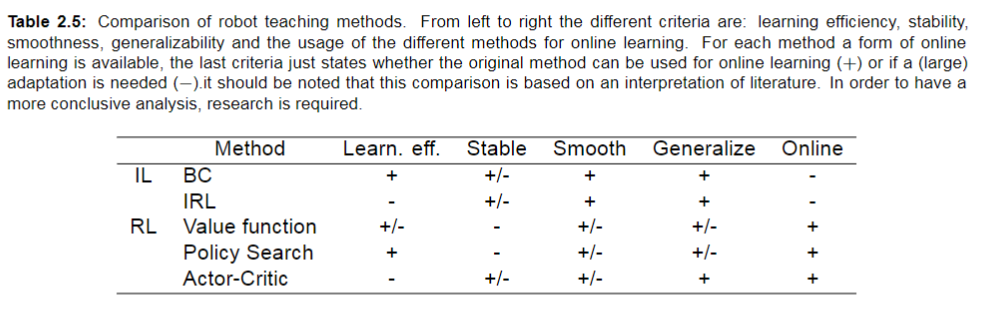 Table 2.5: Comparison of robot teaching methods. From left to right the different criteria are: learning efficiency, stability,
smoothness, generalizability and the usage of the different methods for online learning. For each method a form of online
learning is available, the last criteria just states whether the original method can be used for online learning (+) or if a (large)
adaptation is needed (−).it should be noted that this comparison is based on an interpretation of literature. In order to have a
more conclusive analysis, research is required.
Method Learn. eff. Stable Smooth Generalize Online
IL BC + +/- + + -
IRL - +/- + + -
RL Value function +/- - +/- +/- +
Policy Search + - +/- +/- +
Actor-Critic - +/- +/- + +